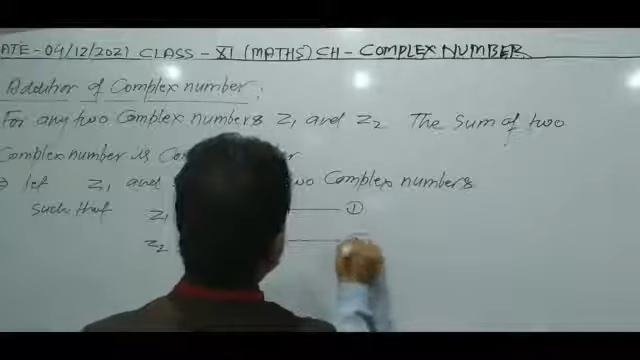 ATE - 04/12/2021 CLASS - XI (MATHS) CH - COMPLEX NUMBER
Addition of Complex number :
For any two Complex numbers Z1 and Z2 The Sum of two
Complex number is
let Z1 and two Complex numbers
such that Z1 ①
Z2